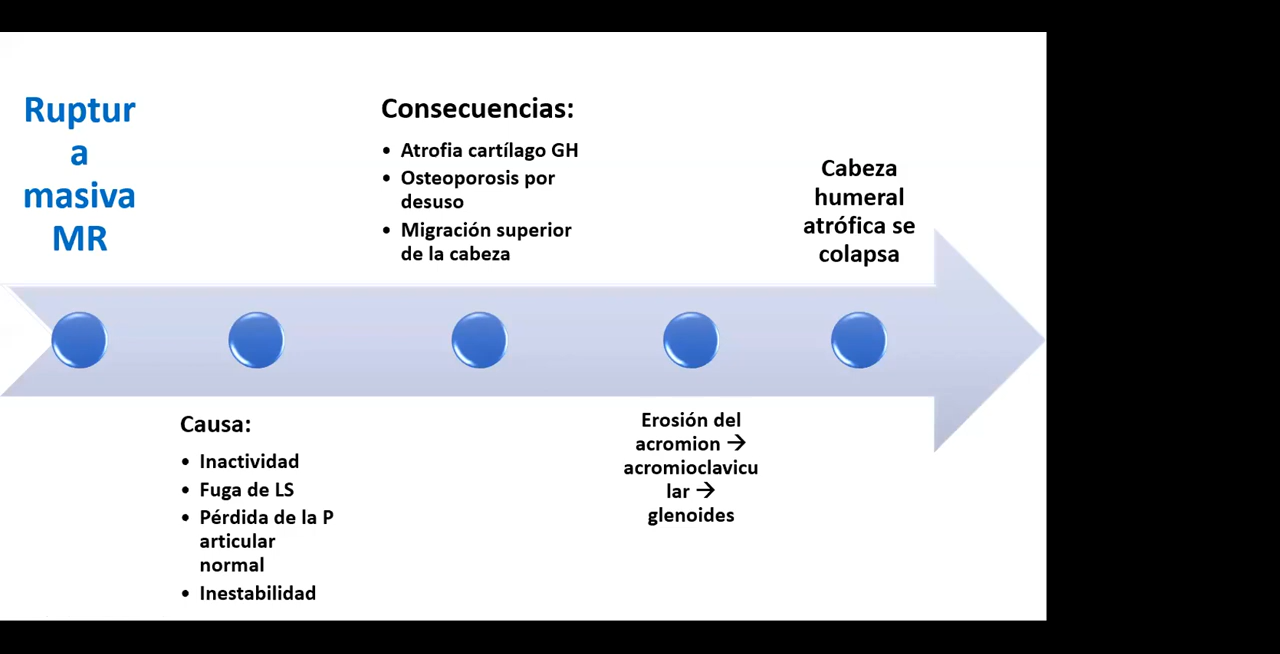 Ruptur
a
masiva
MR
Causa:
• Inactividad
• Fuga de LS
• Pérdida de la P
articular
normal
• Inestabilidad
Consecuencias:
• Atrofia cartílago GH
• Osteoporosis por
desuso
• Migración superior
de la cabeza
Erosión del
acromion →
acromioclavicu
lar →
glenoides
Cabeza
humeral
atrófica se
colapsa